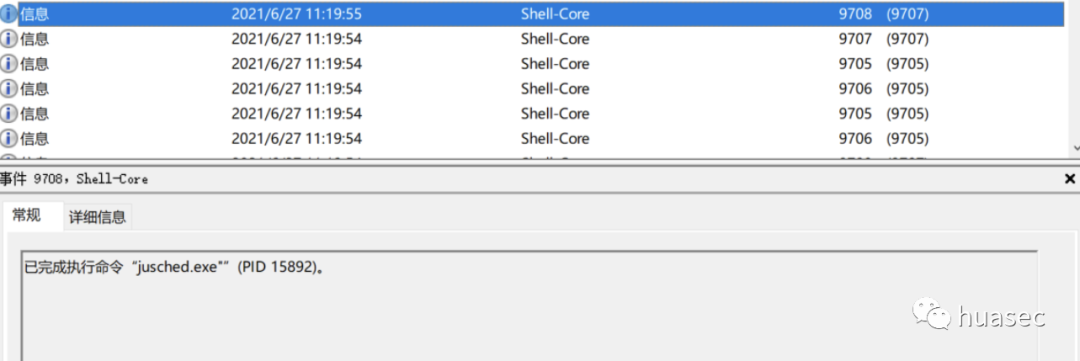 信息 2021/6/27 11:19:55 Shell-Core 9708 (9707)
信息 2021/6/27 11:19:54 Shell-Core 9707 (9707)
信息 2021/6/27 11:19:54 Shell-Core 9705 (9705)
信息 2021/6/27 11:19:54 Shell-Core 9706 (9705)
信息 2021/6/27 11:19:54 Shell-Core 9705 (9705)
信息 2021/6/27 11:19:54 Shell-Core 9706 (9705)
事件 9708，Shell-Core
常规 详细信息
已完成执行命令“jusched.exe"”(PID 15892)。
huasec